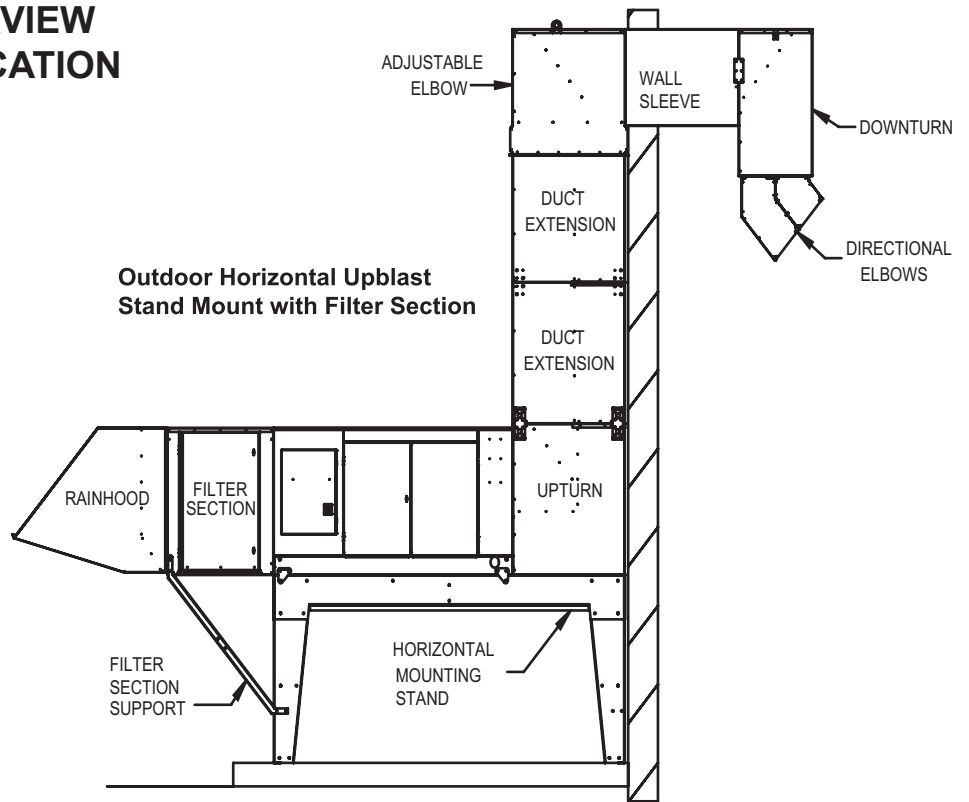 VIEW
CATION
ADJUSTABLE
ELBOW
WALL
SLEEVE
DOWNTURN
DUCT
EXTENSION
DIRECTIONAL
ELBOWS
Outdoor Horizontal Upblast
Stand Mount with Filter Section
DUCT
EXTENSION
RAINHOOD
FILTER
SECTION
UPTURN
HORIZONTAL
MOUNTING
STAND
FILTER
SECTION
SUPPORT